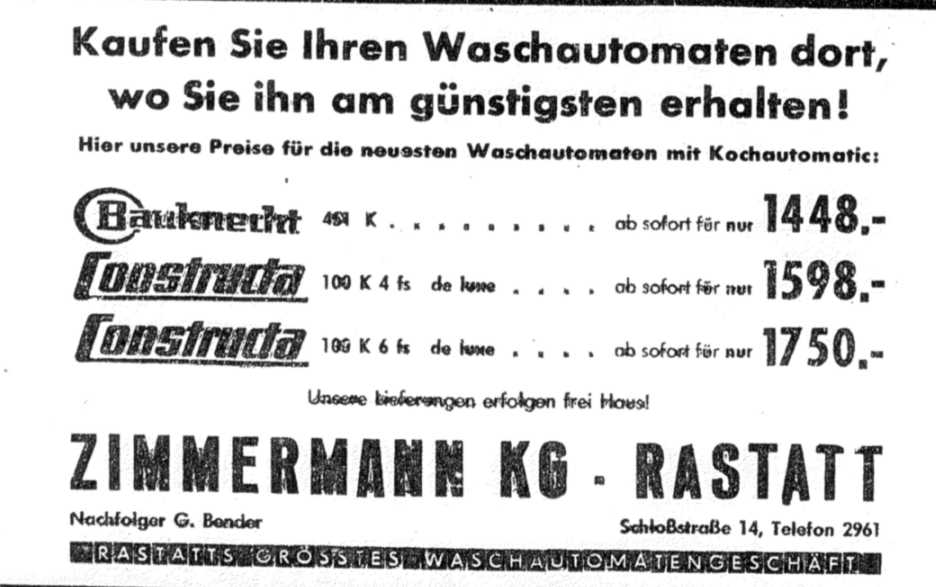 Kaufen Sie Ihren Waschautomaten dort,
wo Sie ihn am günstigsten erhalten!
Hier unsere Preise für die neuesten Waschautomaten mit Kochautomatic:
Bauknecht K . . . . . . . . . . ab sofort für nur 1448,-
Constructa 100 K 4 fs de luxe . . . . ab sofort für nur 1598,-
Constructa 100 K 6 fs de luxe . . . . ab sofort für nur 1750,-
Unsere Lieferungen erfolgen frei Haus!
ZIMMERMANN KG - RASTATT
Nachfolger G. Bender
Schloßstraße 14, Telefon 2961
RASTATTS GRÖSSTES WASCHAUTOMATENGESCHÄFT